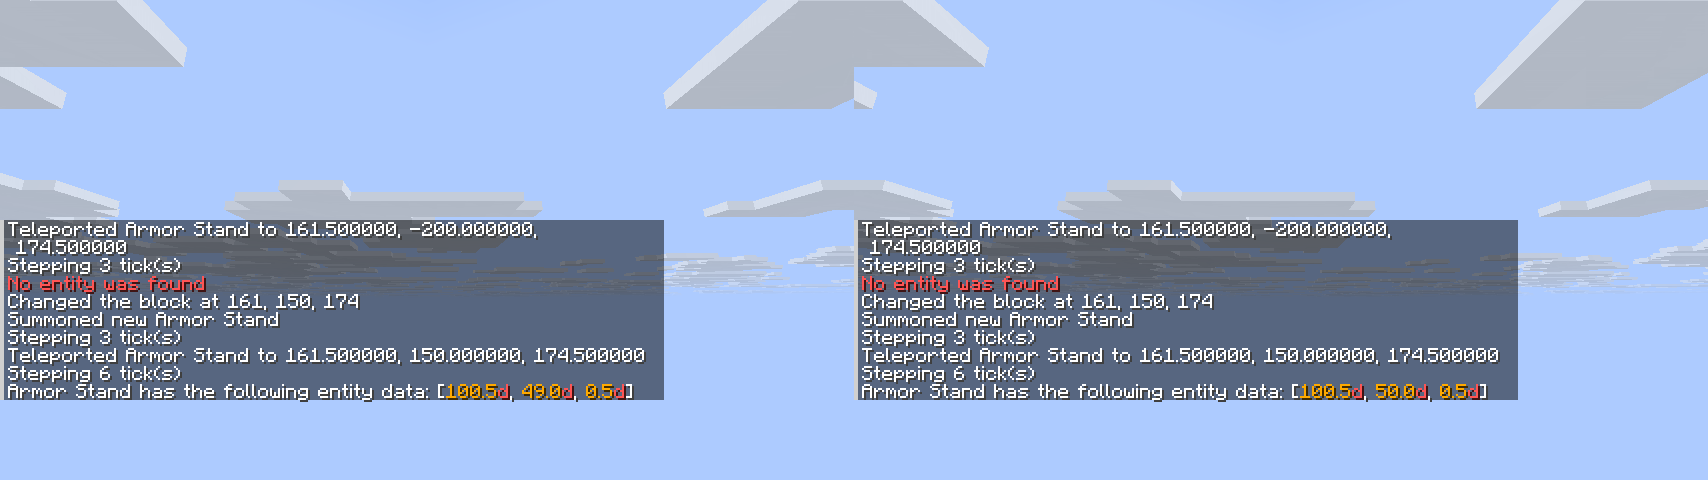 Teleported Armor Stand to 161.500000, -200.000000,
174.500000
Stepping 3 tick(s)
No entity was found
Changed the block at 161, 150, 174
Summoned new Armor Stand
Stepping 3 tick(s)
Teleported Armor Stand to 161.500000, 150.000000, 174.500000
Stepping 6 tick(s)
Armor Stand has the following entity data: [100.5d, 49.0d, 0.5d]
Teleported Armor Stand to 161.500000, -200.000000,
174.500000
Stepping 3 tick(s)
No entity was found
Changed the block at 161, 150, 174
Summoned new Armor Stand
Stepping 3 tick(s)
Teleported Armor Stand to 161.500000, 150.000000, 174.500000
Stepping 6 tick(s)
Armor Stand has the following entity data: [100.5d, 50.0d, 0.5d]